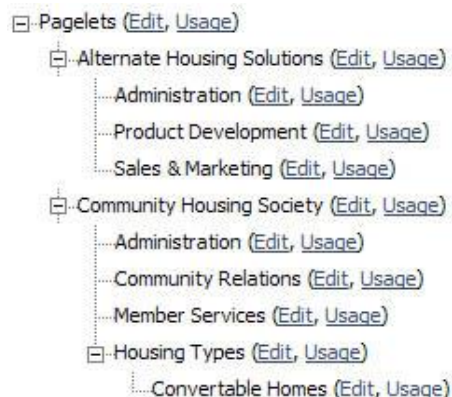 Pagelets (Edit, Usage)
Alternate Housing Solutions (Edit, Usage)
Administration (Edit, Usage)
Product Development (Edit, Usage)
Sales & Marketing (Edit, Usage)
Community Housing Society (Edit, Usage)
Administration (Edit, Usage)
Community Relations (Edit, Usage)
Member Services (Edit, Usage)
Housing Types (Edit, Usage)
Convertable Homes (Edit, Usage)